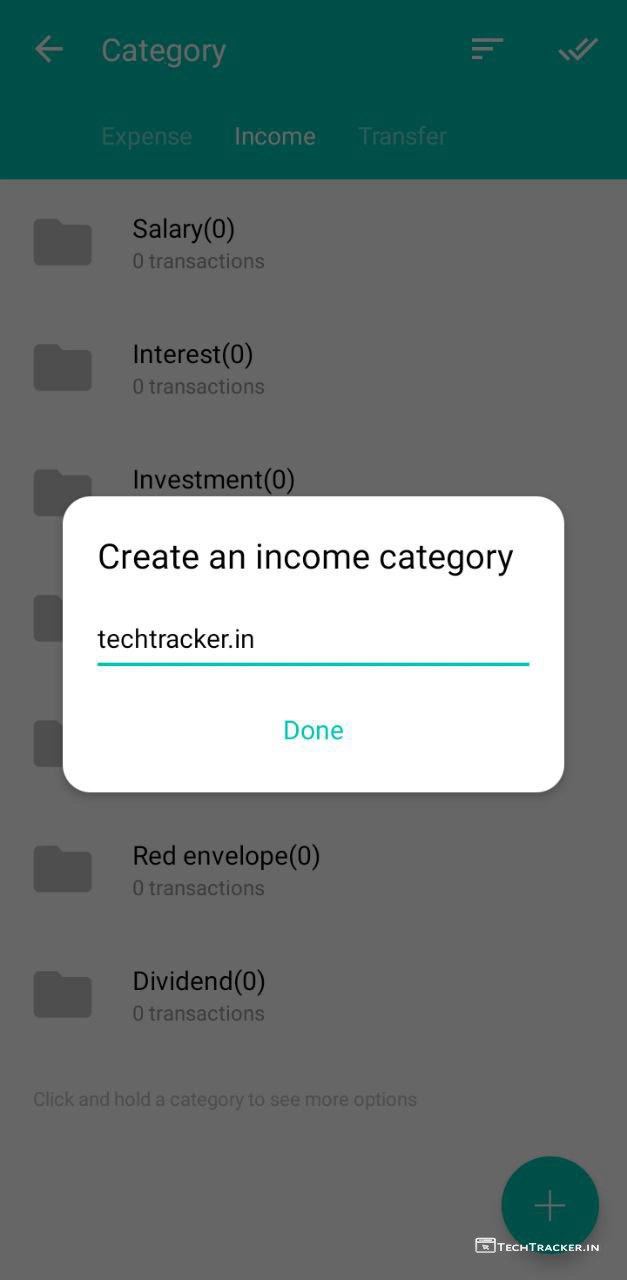 Category
Expense Income Transfer
Salary(0)
0 transactions
Interest(0)
0 transactions
Investment(0)
Create an income category
techtracker.in
Done
Red envelope(0)
0 transactions
Dividend(0)
0 transactions
Click and hold a category to see more options
TechTracker.in